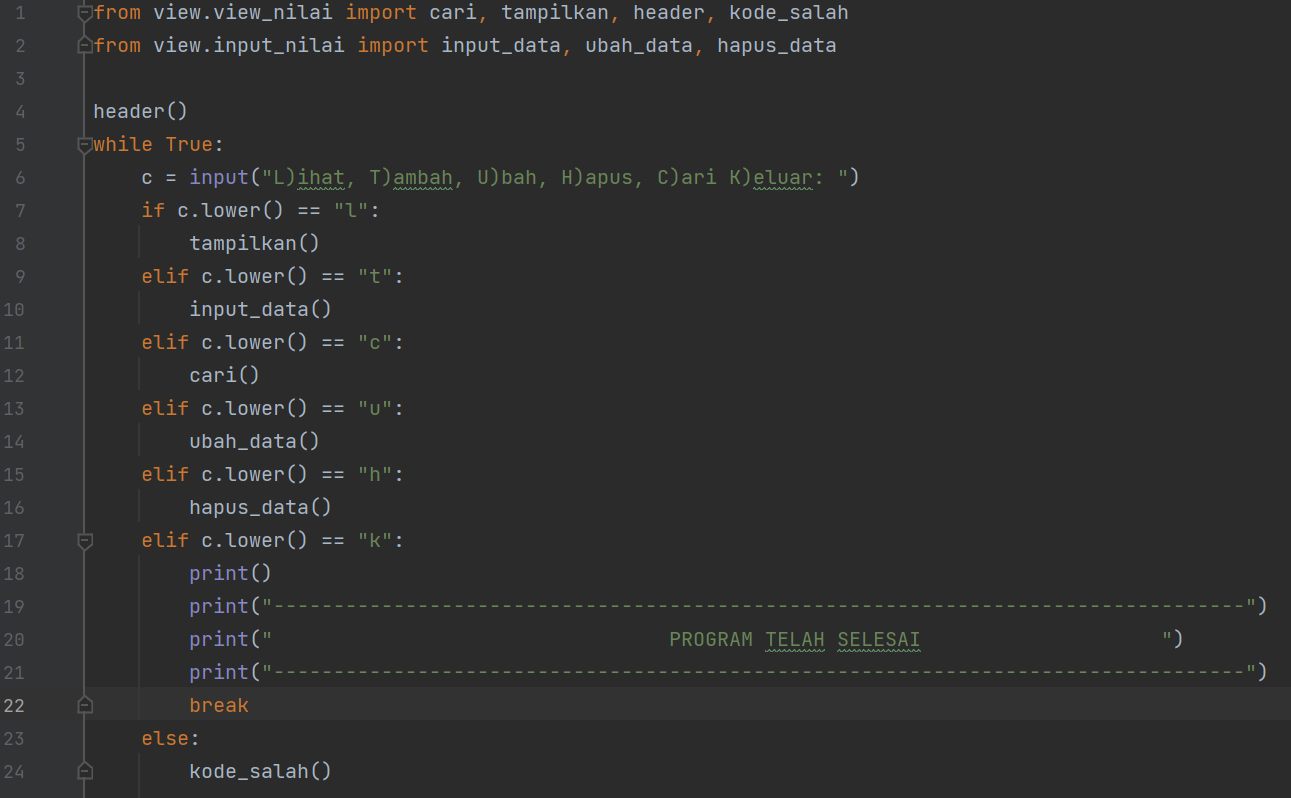 1 from view.view_nilai import cari, tampilkan, header, kode_salah
2 from view.input_nilai import input_data, ubah_data, hapus_data
3
4 header()
5 while True:
6     c = input("L)ihat, T)ambah, U)bah, H)apus, C)ari K)eluar: ")
7     if c.lower() == "l":
8         tampilkan()
9     elif c.lower() == "t":
10         input_data()
11     elif c.lower() == "c":
12         cari()
13     elif c.lower() == "u":
14         ubah_data()
15     elif c.lower() == "h":
16         hapus_data()
17     elif c.lower() == "k":
18         print()
19         print("---------------------------------------------------------------------------------")
20         print("                                 PROGRAM TELAH SELESAI                    ")
21         print("---------------------------------------------------------------------------------")
22         break
23     else:
24         kode_salah()